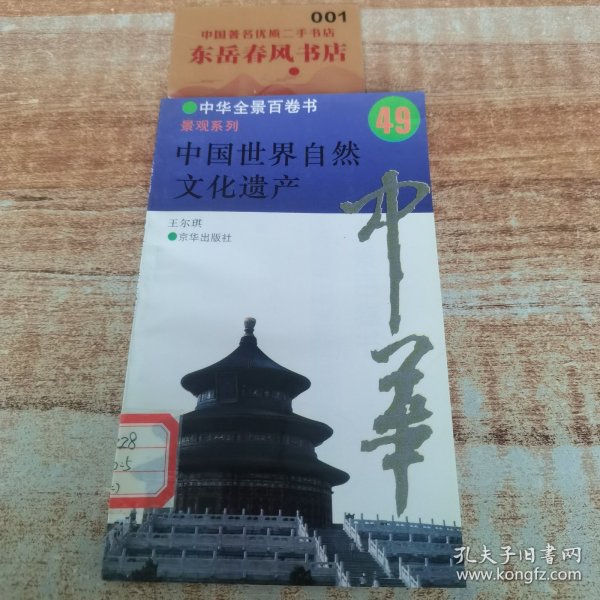 001
中国著名优质二手书店
东岳春风书店
中华全景百卷书
49
景观系列
中国世界自然
文化遗产
王尔琪
京华出版社
中華
孔夫子旧书网
www.kongfz.com